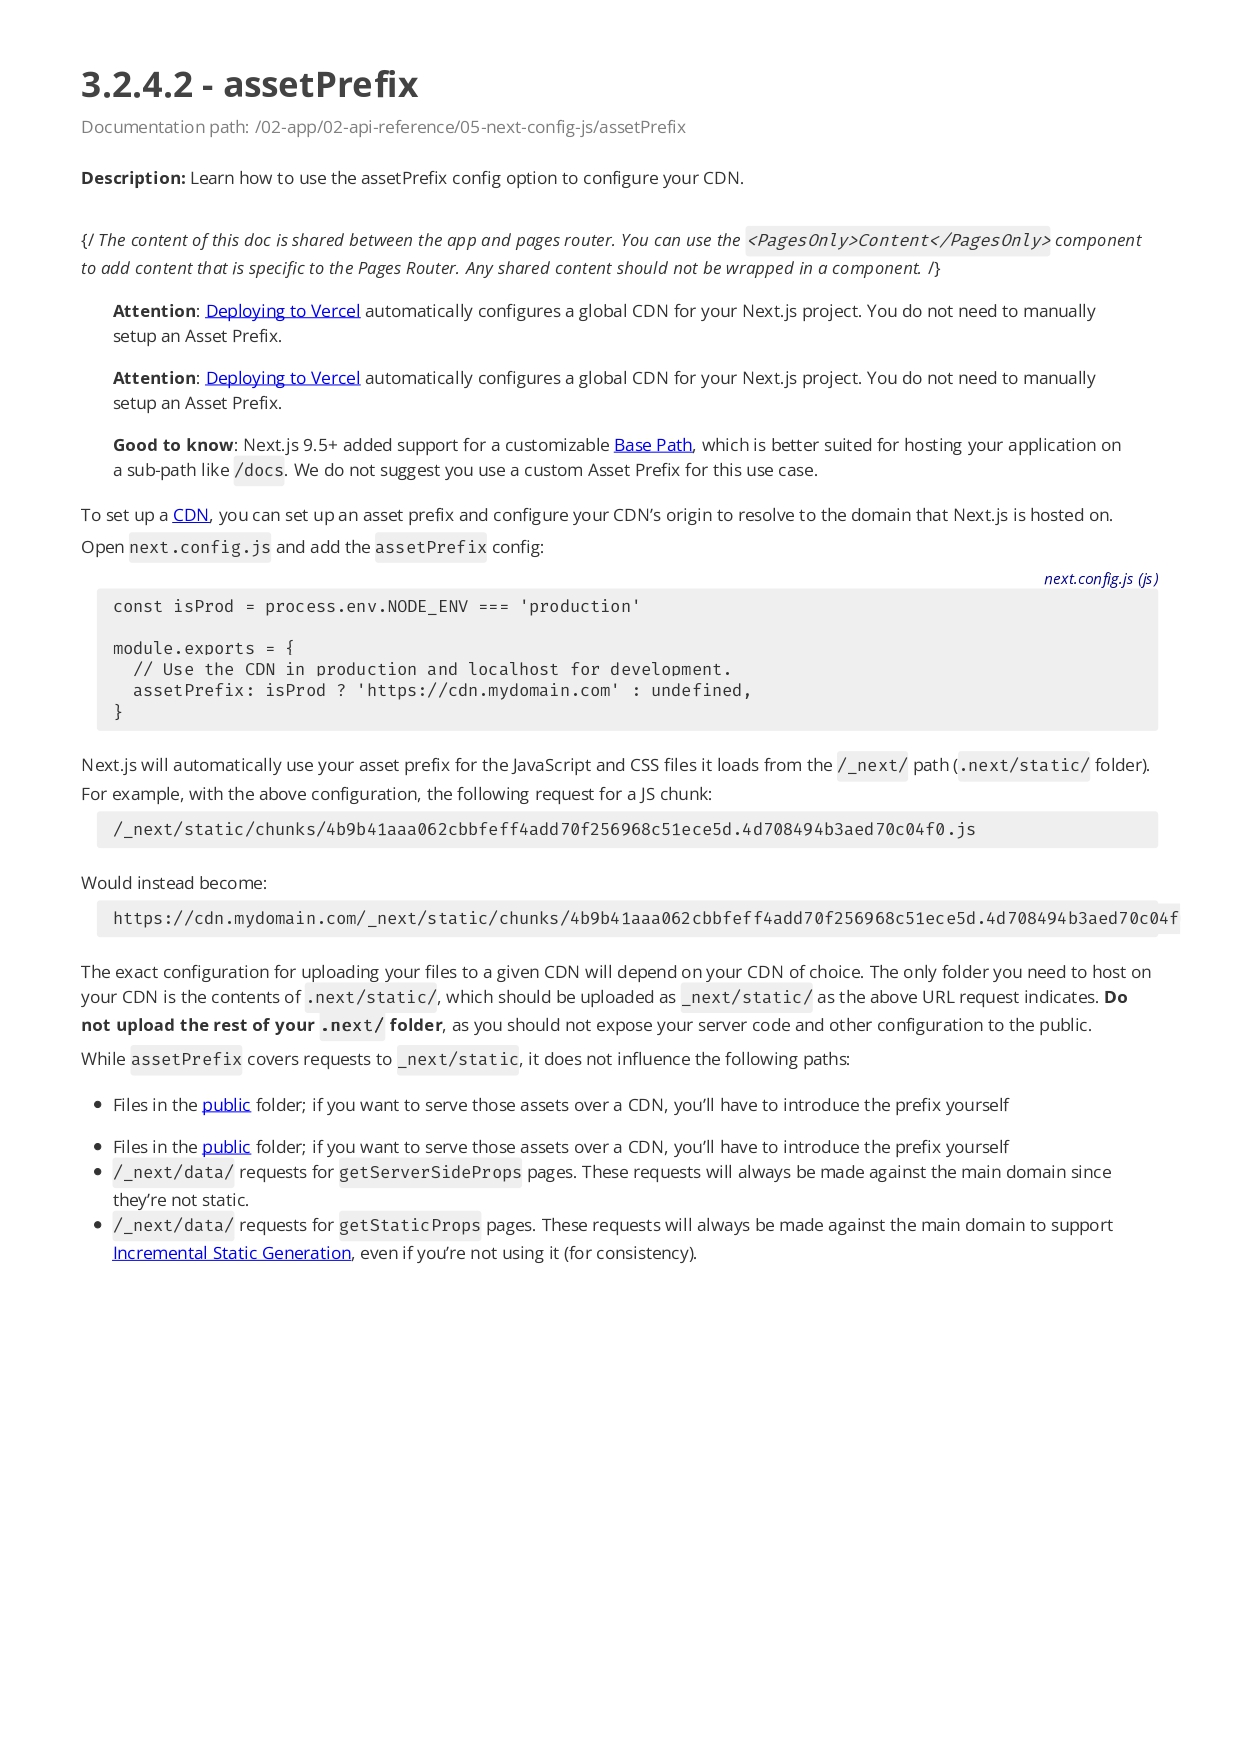 3.2.4.2 - assetPrefix
Documentation path: /02-app/02-api-reference/05-next-config-js/assetPrefix
Description: Learn how to use the assetPrefix config option to configure your CDN.
{/ The content of this doc is shared between the app and pages router. You can use the <PagesOnly>Content</PagesOnly> component
to add content that is specific to the Pages Router. Any shared content should not be wrapped in a component. /}
Attention: Deploying to Vercel automatically configures a global CDN for your Next.js project. You do not need to manually
setup an Asset Prefix.
Attention: Deploying to Vercel automatically configures a global CDN for your Next.js project. You do not need to manually
setup an Asset Prefix.
Good to know: Next.js 9.5+ added support for a customizable Base Path, which is better suited for hosting your application on
a sub-path like /docs. We do not suggest you use a custom Asset Prefix for this use case.
To set up a CDN, you can set up an asset prefix and configure your CDN’s origin to resolve to the domain that Next.js is hosted on.
Open next.config.js and add the assetPrefix config:
next.config.js (js)
const isProd = process.env.NODE_ENV === 'production'
module.exports = {
  // Use the CDN in production and localhost for development.
  assetPrefix: isProd ? 'https://cdn.mydomain.com' : undefined,
}
Next.js will automatically use your asset prefix for the JavaScript and CSS files it loads from the /_next/ path (.next/static/ folder).
For example, with the above configuration, the following request for a JS chunk:
/_next/static/chunks/4b9b41aaa062cbbfeff4add70f256968c51ece5d.4d708494b3aed70c04f0.js
Would instead become:
https://cdn.mydomain.com/_next/static/chunks/4b9b41aaa062cbbfeff4add70f256968c51ece5d.4d708494b3aed70c04f
The exact configuration for uploading your files to a given CDN will depend on your CDN of choice. The only folder you need to host on
your CDN is the contents of .next/static/, which should be uploaded as _next/static/ as the above URL request indicates. Do
not upload the rest of your .next/ folder, as you should not expose your server code and other configuration to the public.
While assetPrefix covers requests to _next/static, it does not influence the following paths:
• Files in the public folder; if you want to serve those assets over a CDN, you’ll have to introduce the prefix yourself
• Files in the public folder; if you want to serve those assets over a CDN, you’ll have to introduce the prefix yourself
• /_next/data/ requests for getServerSideProps pages. These requests will always be made against the main domain since
they’re not static.
• /_next/data/ requests for getStaticProps pages. These requests will always be made against the main domain to support
Incremental Static Generation, even if you’re not using it (for consistency).